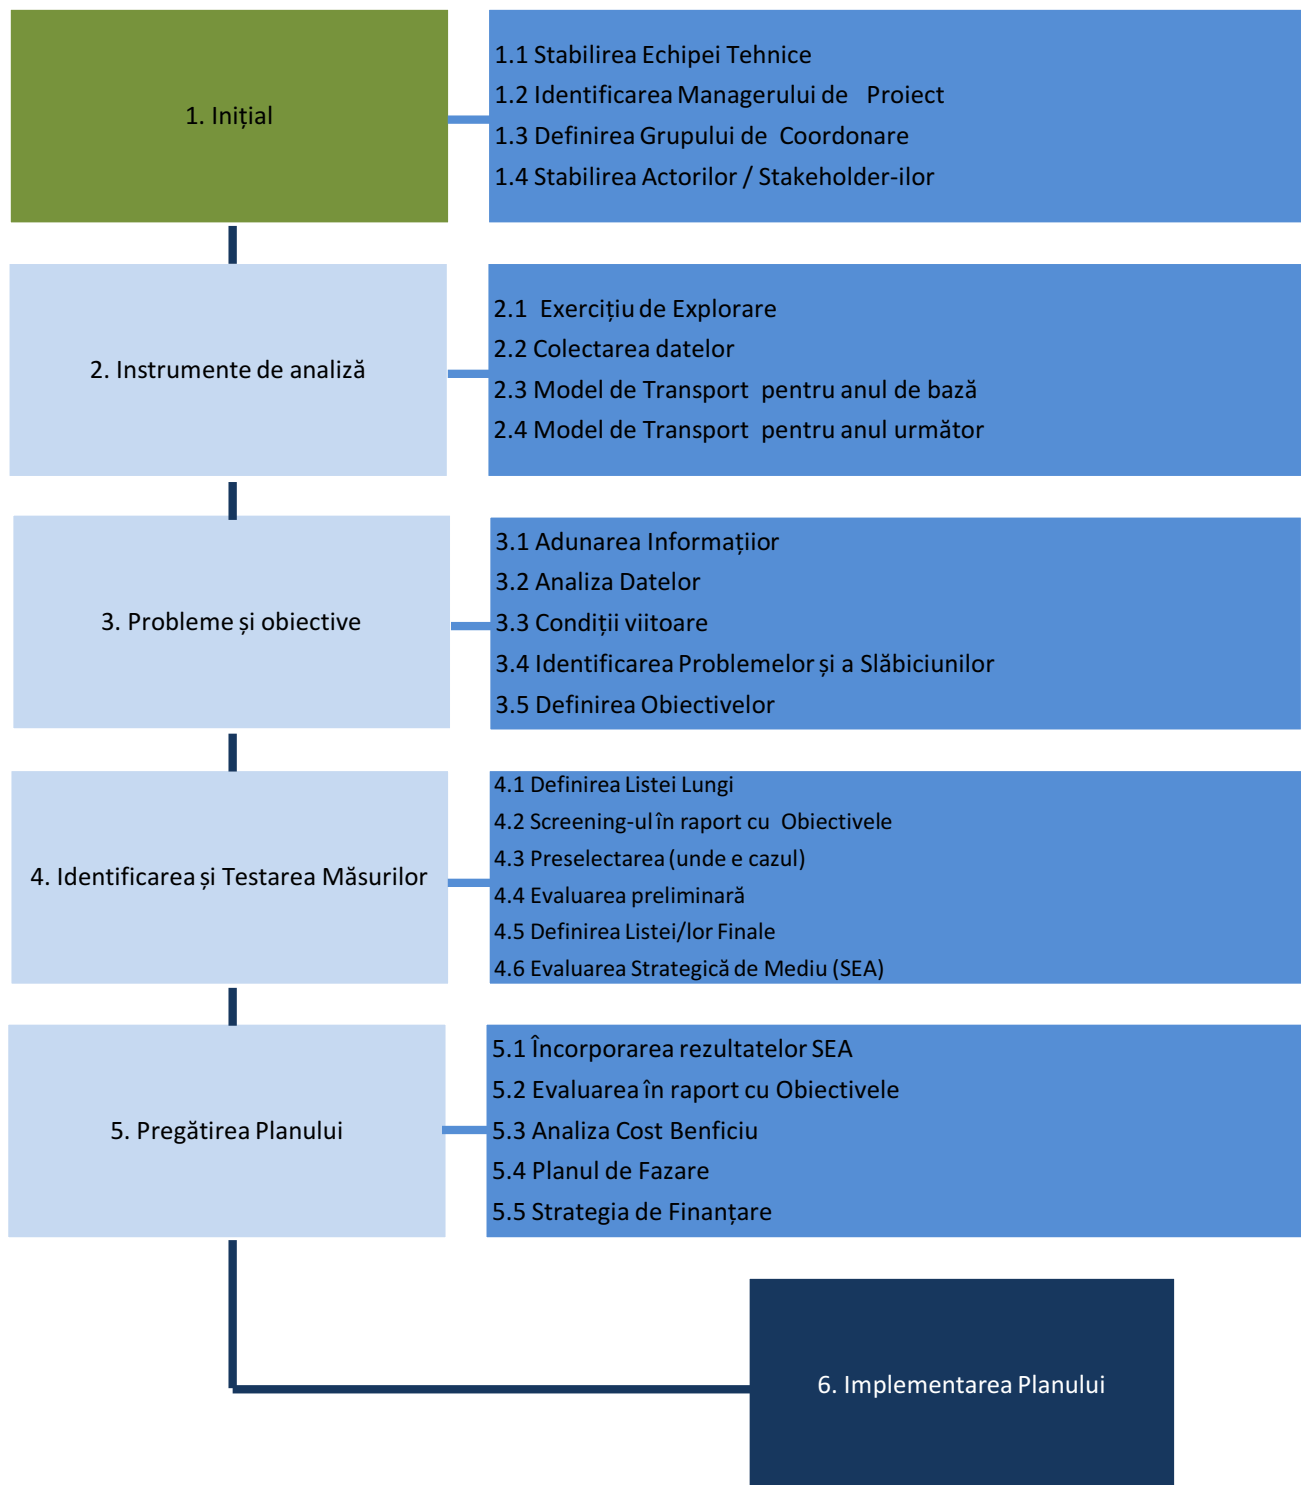 1. Inițial
1.1 Stabilirea Echipei Tehnice
1.2 Identificarea Managerului de Proiect
1.3 Definirea Grupului de Coordonare
1.4 Stabilirea Actorilor / Stakeholder-ilor
2. Instrumente de analiză
2.1 Exercițiu de Explorare
2.2 Colectarea datelor
2.3 Model de Transport pentru anul de bază
2.4 Model de Transport pentru anul următor
3. Probleme și obiective
3.1 Adunarea Informațiior
3.2 Analiza Datelor
3.3 Condiții viitoare
3.4 Identificarea Problemelor și a Slăbiciunilor
3.5 Definirea Obiectivelor
4. Identificarea și Testarea Măsurilor
4.1 Definirea Listei Lungi
4.2 Screening-ul în raport cu Obiectivele
4.3 Preselectarea (unde e cazul)
4.4 Evaluarea preliminară
4.5 Definirea Listei/lor Finale
4.6 Evaluarea Strategică de Mediu (SEA)
5. Pregătirea Planului
5.1 Încorporarea rezultatelor SEA
5.2 Evaluarea în raport cu Obiectivele
5.3 Analiza Cost Benficiu
5.4 Planul de Fazare
5.5 Strategia de Finanțare
6. Implementarea Planului